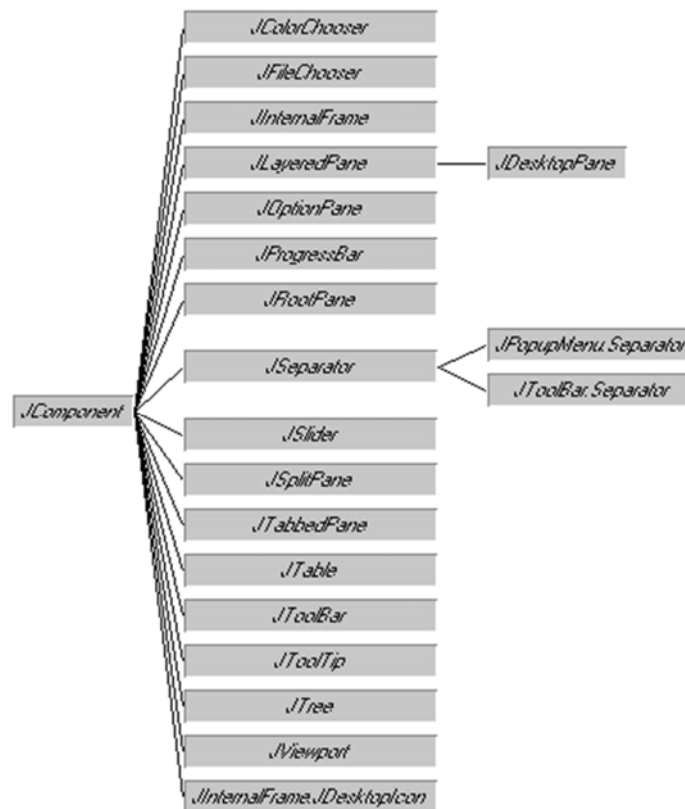 JColorChooser
JFileChooser
JInternalFrame
JLayeredPane
JDesktopPane
JOptionPane
JProgressBar
JRootPane
JPopupMenu.Separator
JSeparator
JToolBar.Separator
JComponent
JSlider
JSplitPane
JTabbedPane
JTable
JToolBar
JToolTip
JTree
JViewport
JInternalFrame.JDesktopIcon